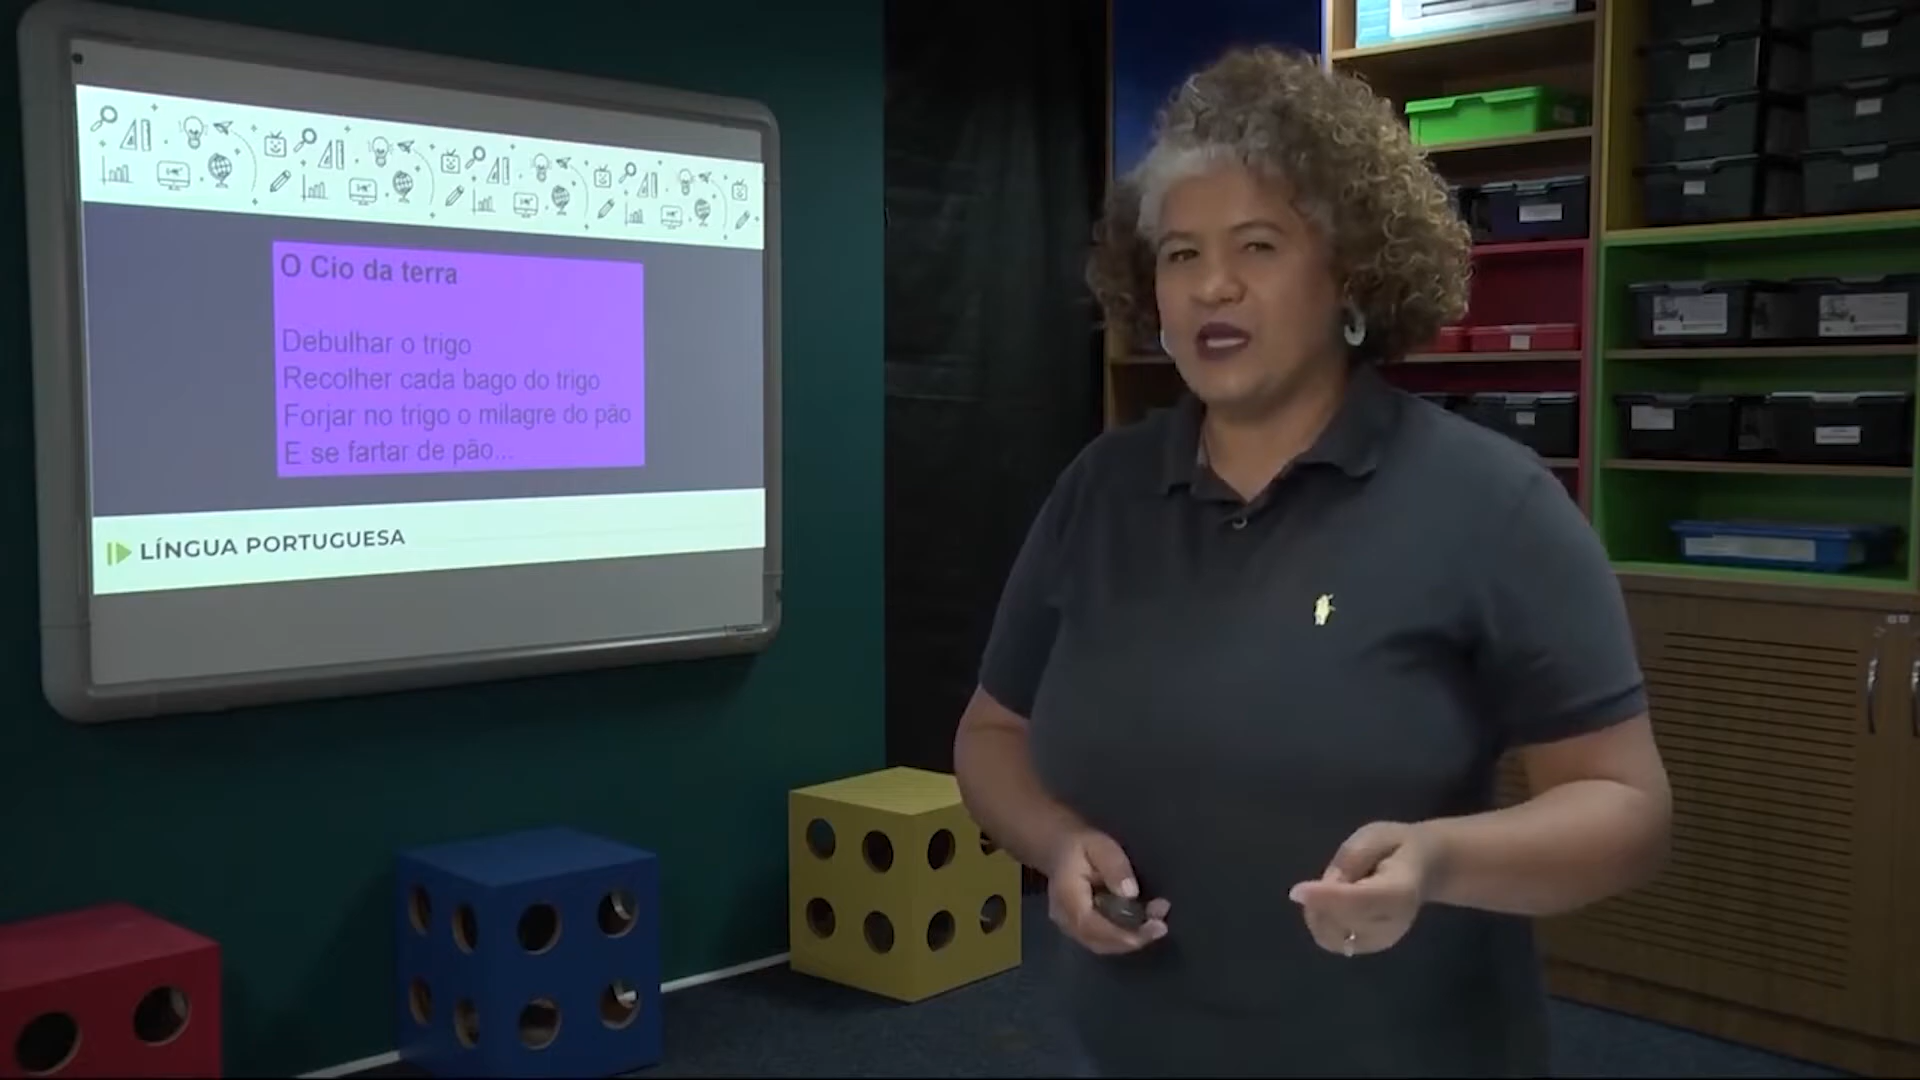 O Cio da terra
Debulhar o trigo
Recolher cada bago do trigo
Forjar no trigo o milagre do pão
E se fartar de pão...
LÍNGUA PORTUGUESA